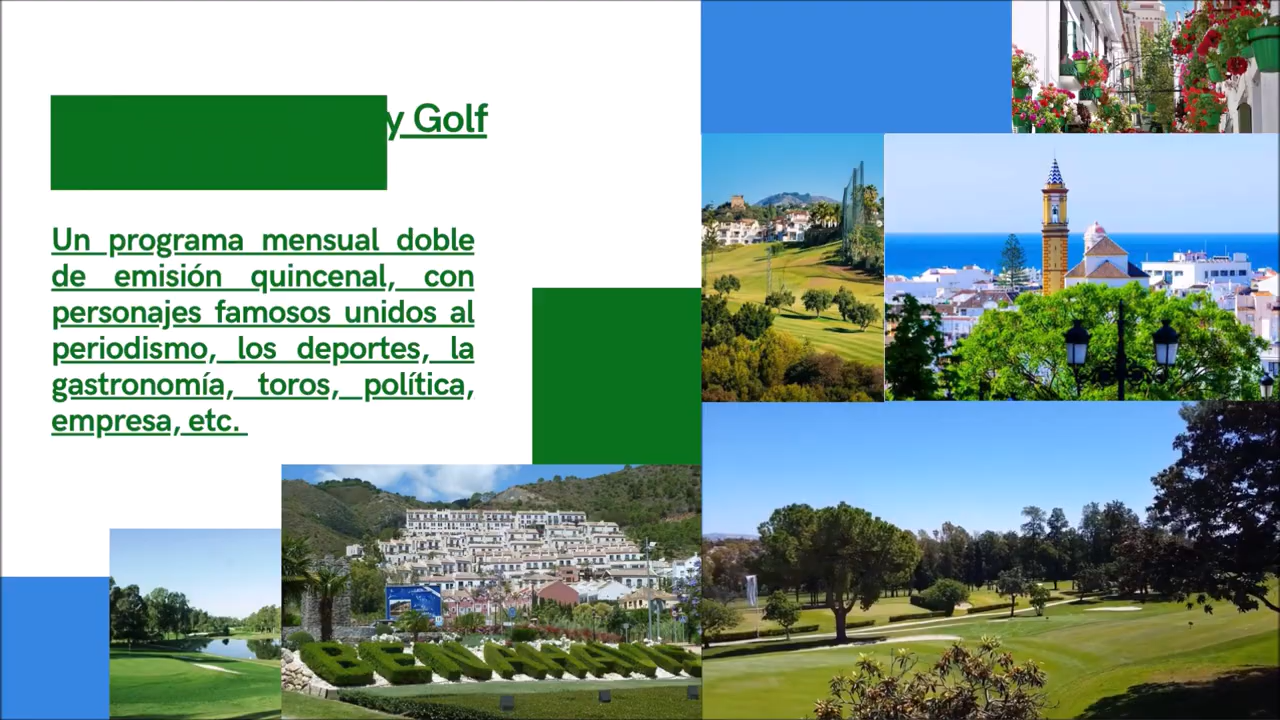 y Golf
Un programa mensual doble
de emisión quincenal, con
personajes famosos unidos al
periodismo, los deportes, la
gastronomía, toros, política,
empresa, etc.
BENAHAV